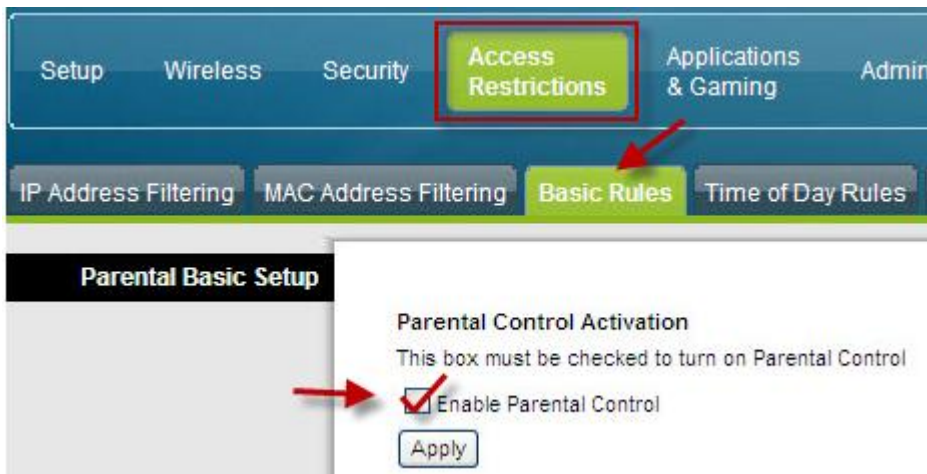 Setup Wireless Security Access Restrictions Applications & Gaming Admin
IP Address Filtering MAC Address Filtering Basic Rules Time of Day Rules
Parental Basic Setup
Parental Control Activation
This box must be checked to turn on Parental Control
Enable Parental Control
Apply